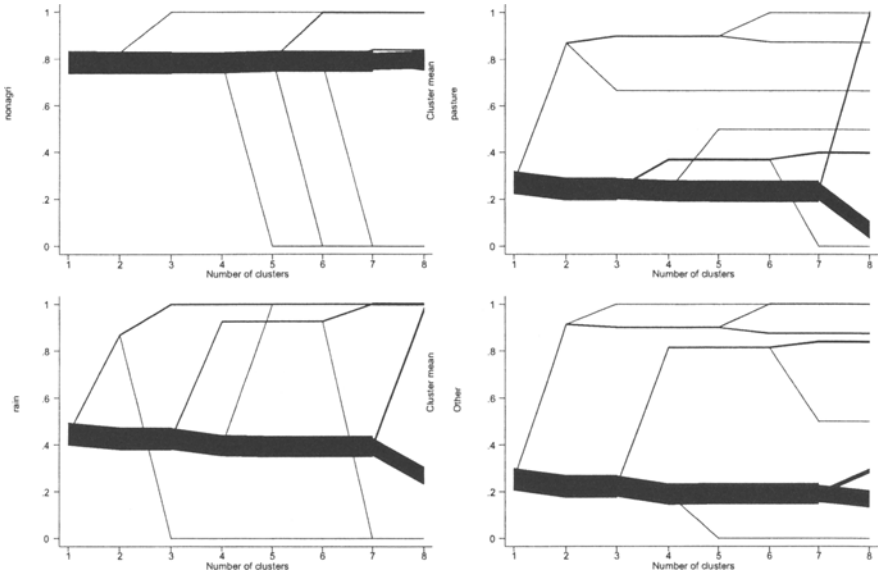 1
.8
.6
.4
.2
0
nonagri
1 2 3 4 5 6 7 8
Number of clusters
1
.8
.6
.4
.2
0
Cluster mean
pasture
1 2 3 4 5 6 7 8
Number of clusters
1
.8
.6
.4
.2
0
rain
1 2 3 4 5 6 7 8
Number of clusters
1
.8
.6
.4
.2
0
Cluster mean
Other
1 2 3 4 5 6 7 8
Number of clusters